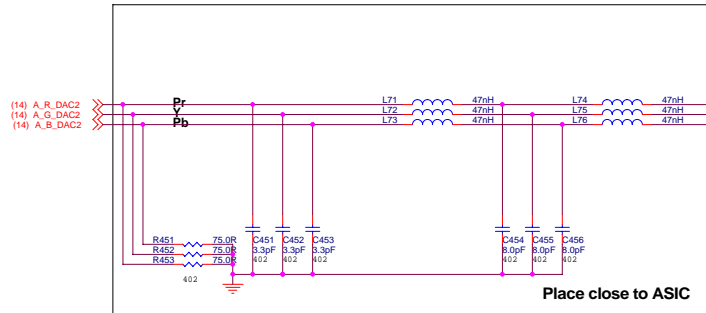 Pr L71 47nH L74 47nH
(14) A_R_DAC2
Y L72 47nH L75 47nH
(14) A_G_DAC2
Pb L73 47nH L76 47nH
(14) A_B_DAC2
R451 75.0R C451 C452 C453 C454 C455 C456
R452 75.0R 3.3pF 3.3pF 3.3pF 8.0pF 8.0pF 8.0pF
R453 75.0R 402 402 402 402 402 402
402
Place close to ASIC